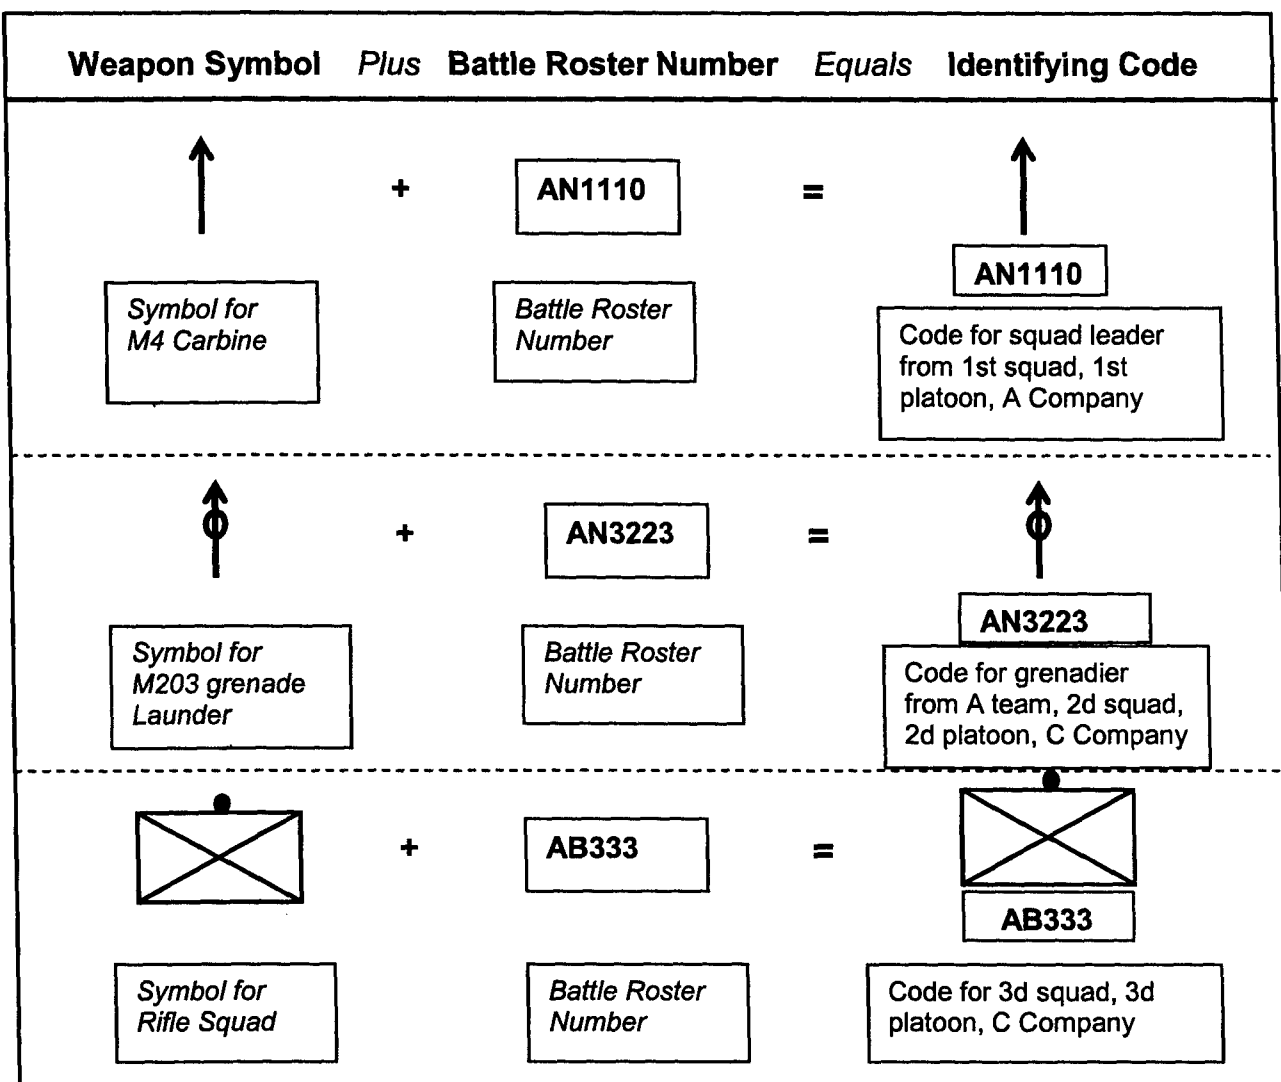 Weapon Symbol Plus Battle Roster Number Equals Identifying Code
+ AN1110 =
AN1110
Symbol for
M4 Carbine
Battle Roster
Number
Code for squad leader
from 1st squad, 1st
platoon, A Company
+ AN3223 =
AN3223
Symbol for
M203 grenade
Launder
Battle Roster
Number
Code for grenadier
from A team, 2d squad,
2d platoon, C Company
+ AB333 =
AB333
Symbol for
Rifle Squad
Battle Roster
Number
Code for 3d squad, 3d
platoon, C Company